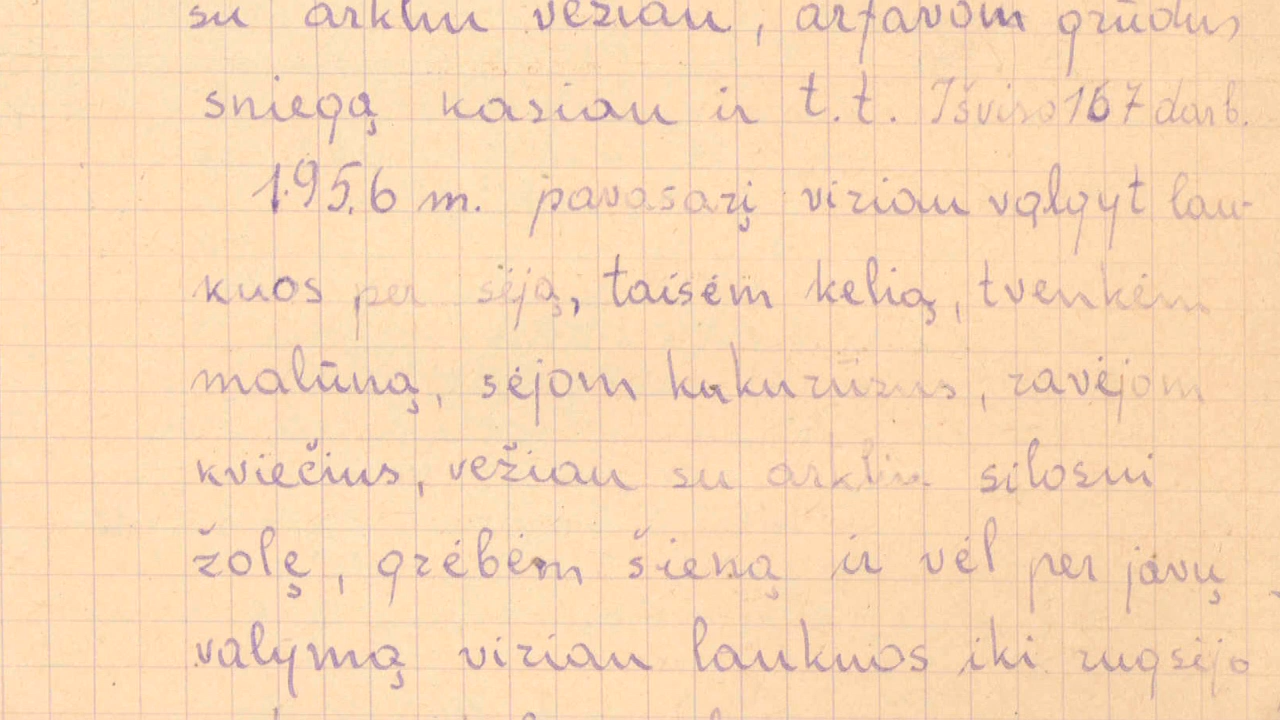 su arkliu vežiau, arfavom grūdus,
sniegą kasiau ir t.t. Išviso 167 darb.
1956 m. pavasarį viriau valgyt lau-
kuos per sėją, taisėm kelią, tvenkėm
malūną, sėjom kukurūzus, ravėjom
kviečius, vežiau su arkliu silosui
žolę, grėbėm šieną ir vėl per javų
valymą viriau laukuos iki rugsėjo